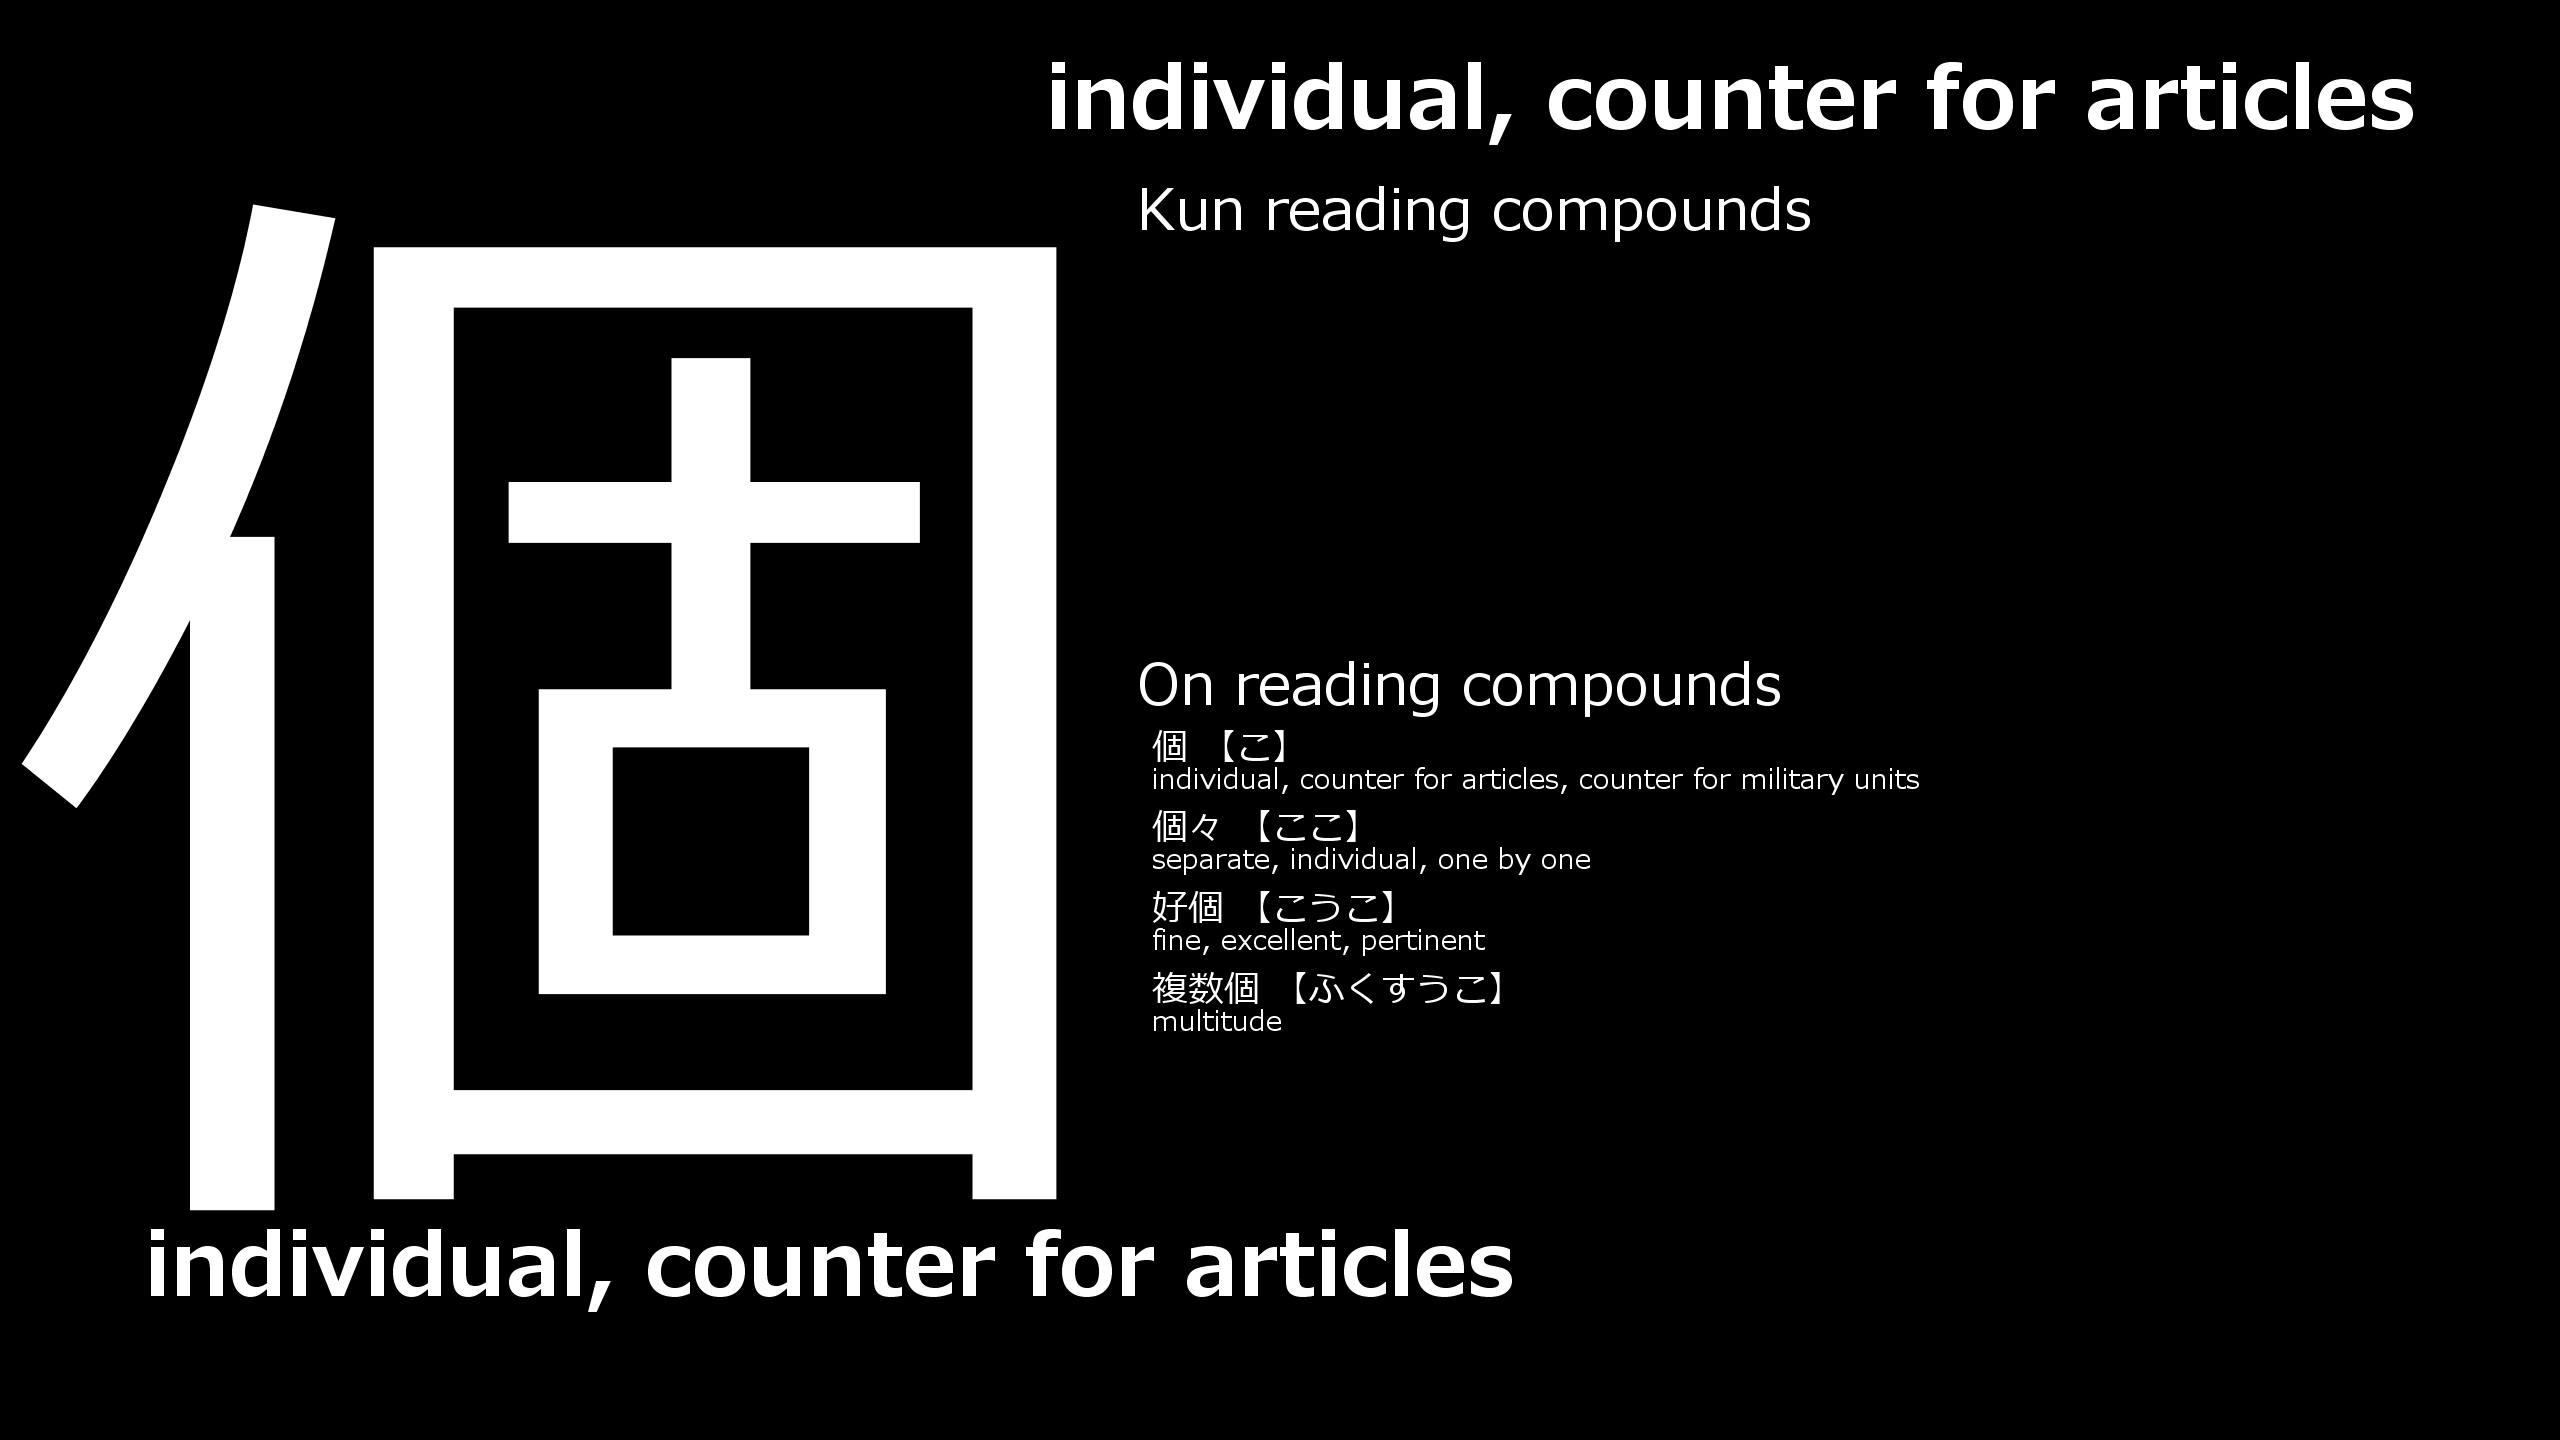 individual, counter for articles
個
Kun reading compounds
On reading compounds
個 【こ】
individual, counter for articles, counter for military units
個々 【ここ】
separate, individual, one by one
好個 【こうこ】
fine, excellent, pertinent
複数個 【ふくすうこ】
multitude
individual, counter for articles